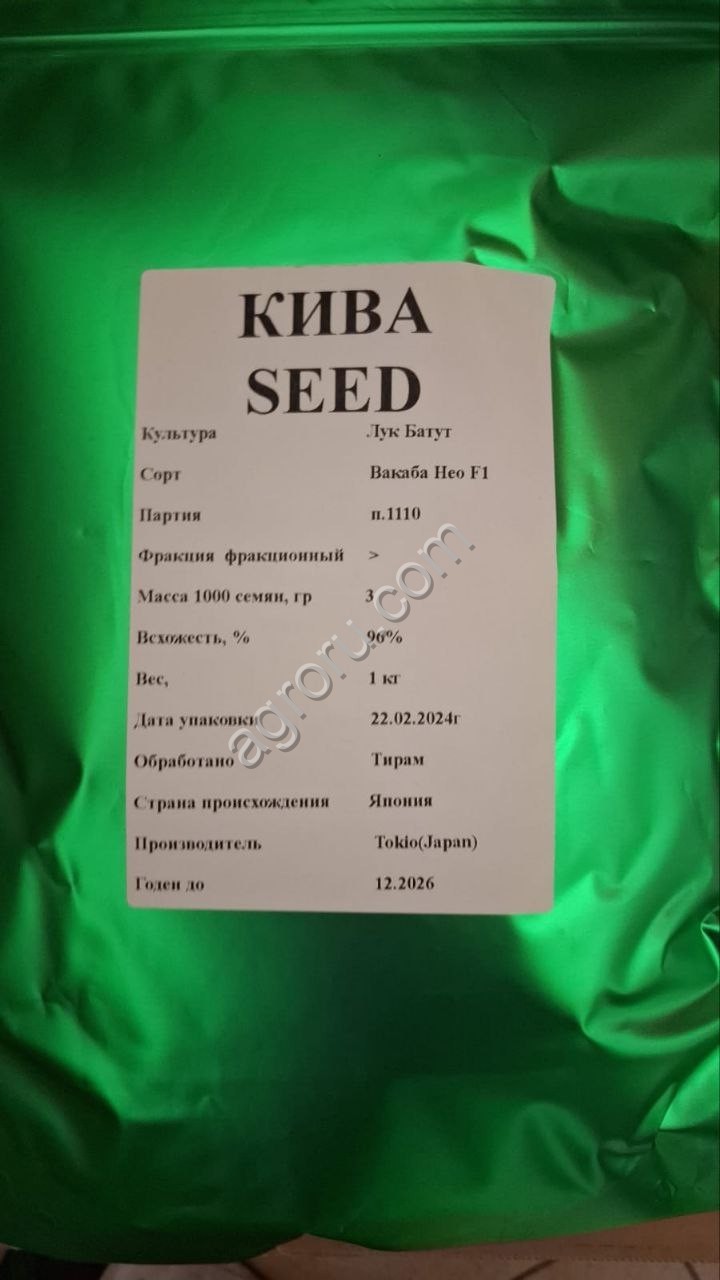 КИВА
SEED
Культура Лук Батут
Сорт Вакаба Нео F1
Партия п.1110
Фракция фракционный >
Масса 1000 семян, гр 3
Всхожесть, % 96%
Вес, 1 кг
Дата упаковки 22.02.2024г
Обработано Тирам
Страна происхождения Япония
Производитель Tokio(Japan)
Годен до 12.2026
agroru.com